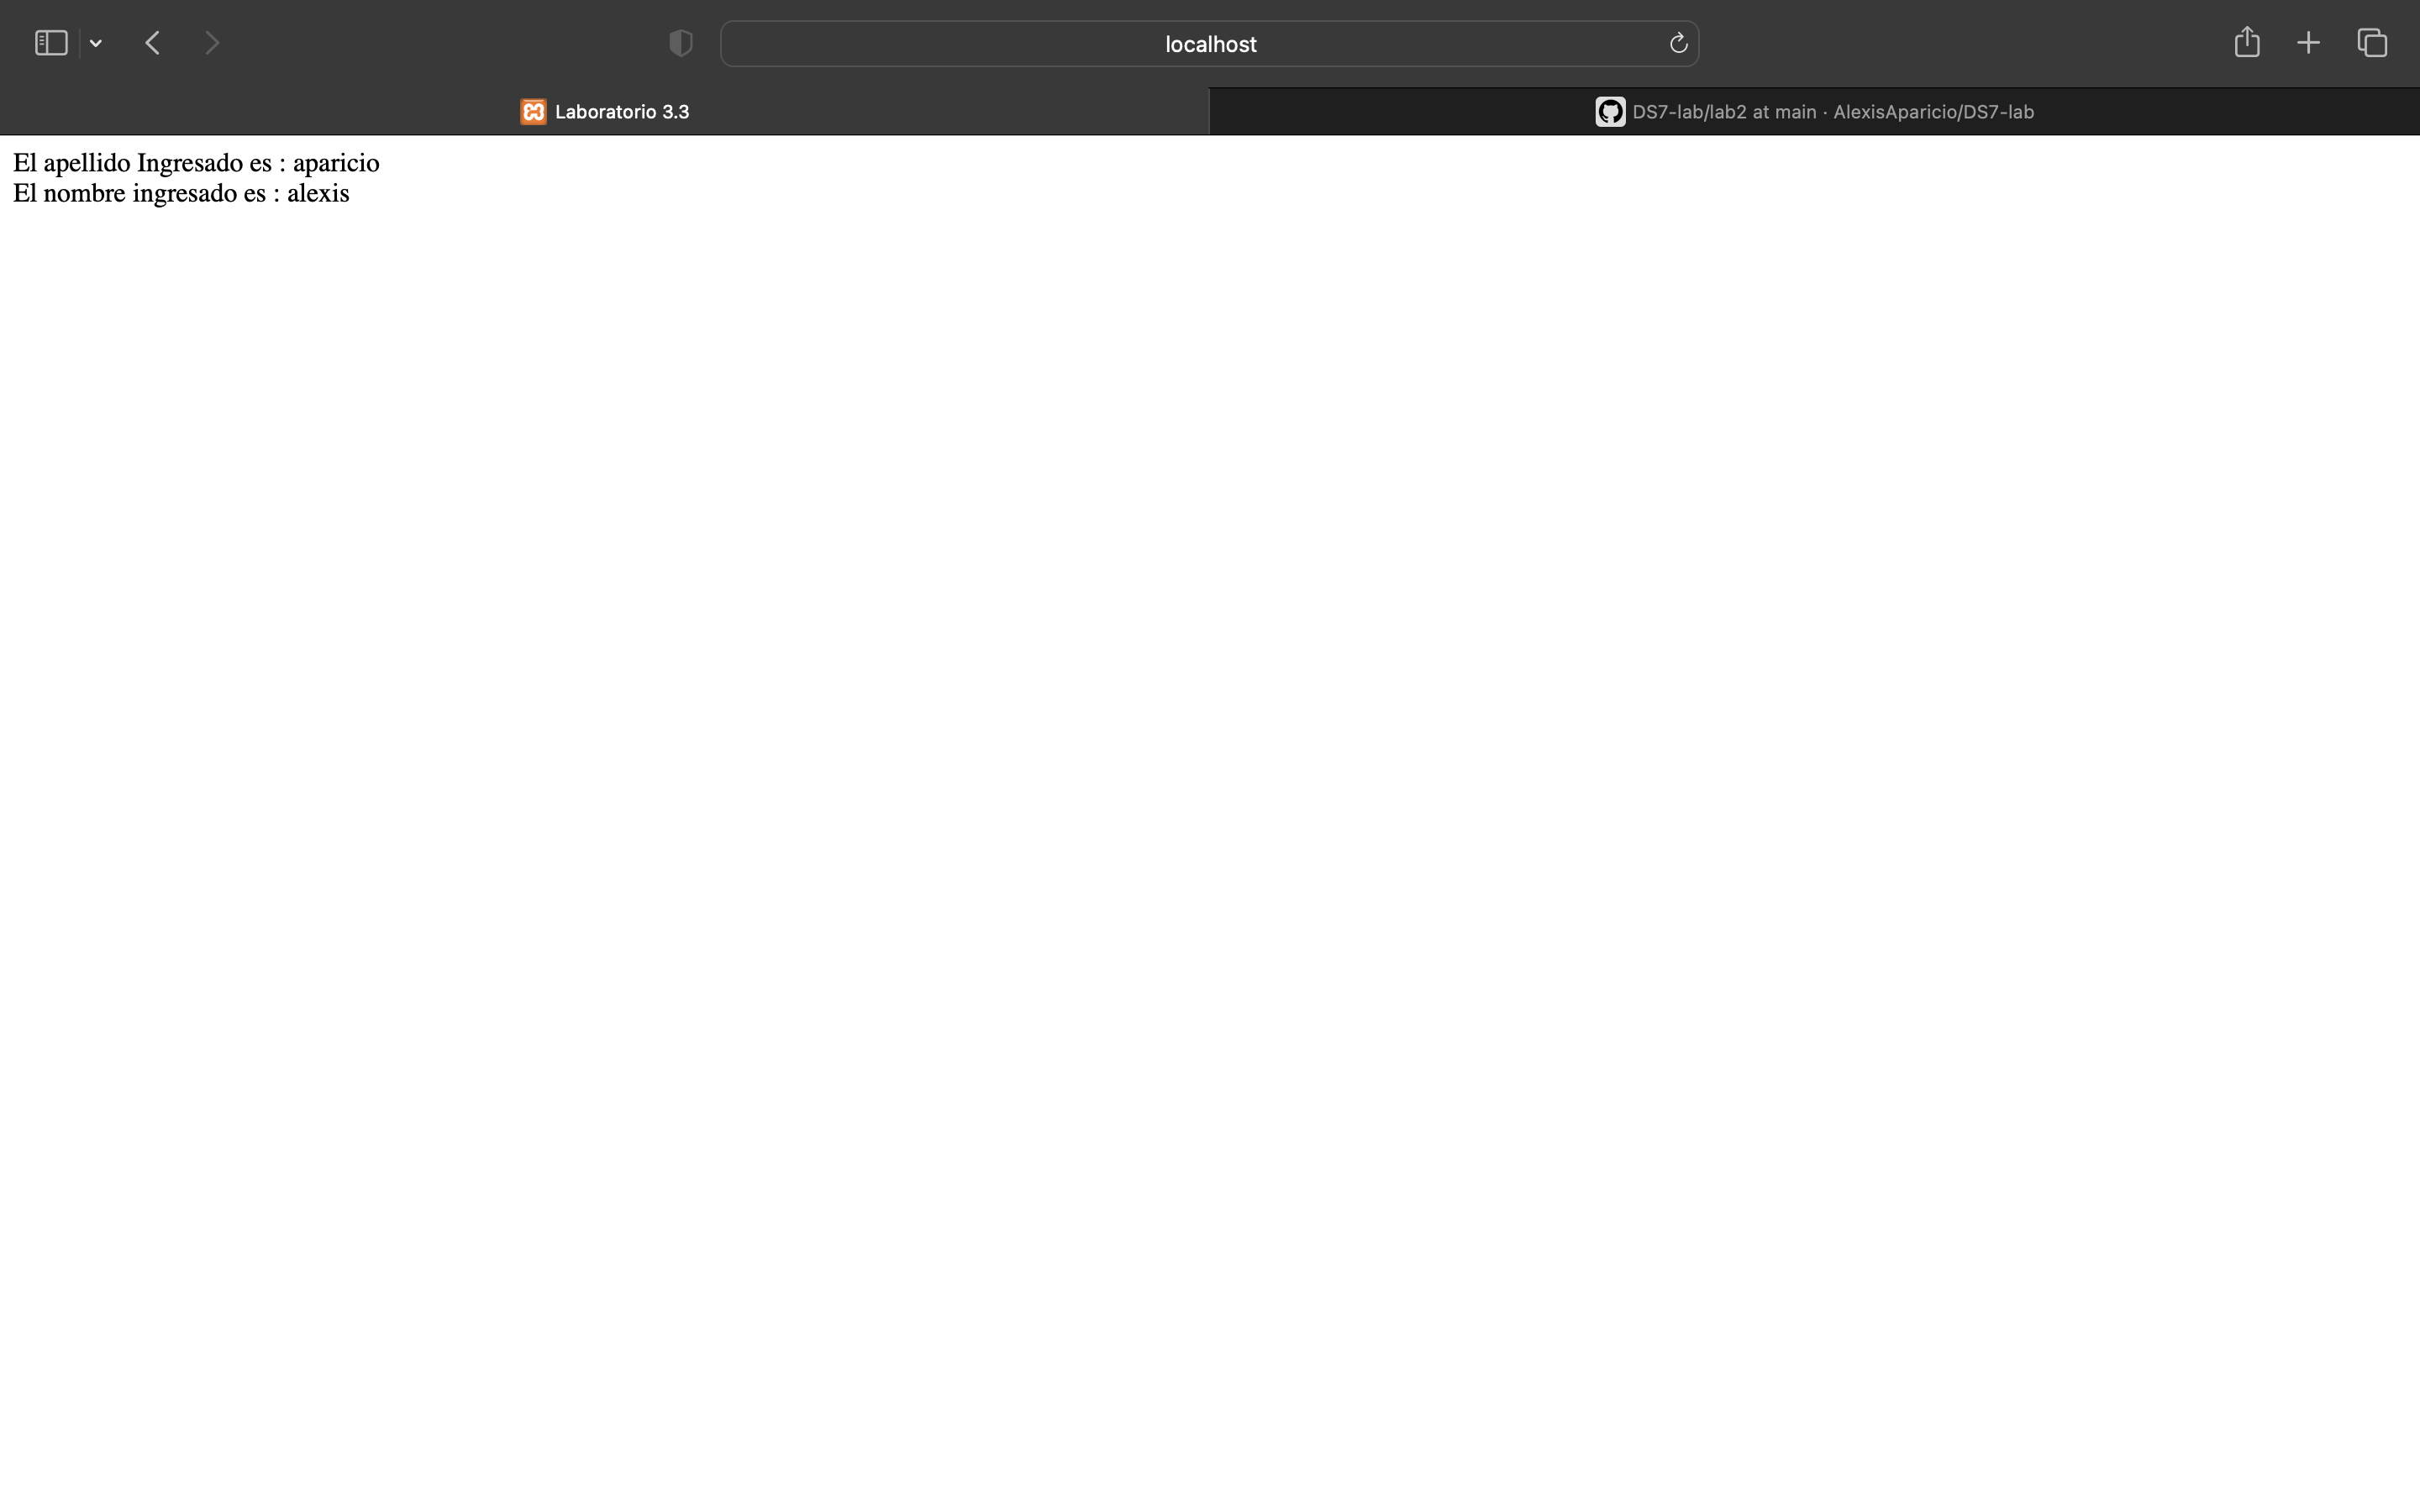 localhost
Laboratorio 3.3
DS7-lab/lab2 at main · AlexisAparicio/DS7-lab
El apellido Ingresado es : aparicio
El nombre ingresado es : alexis